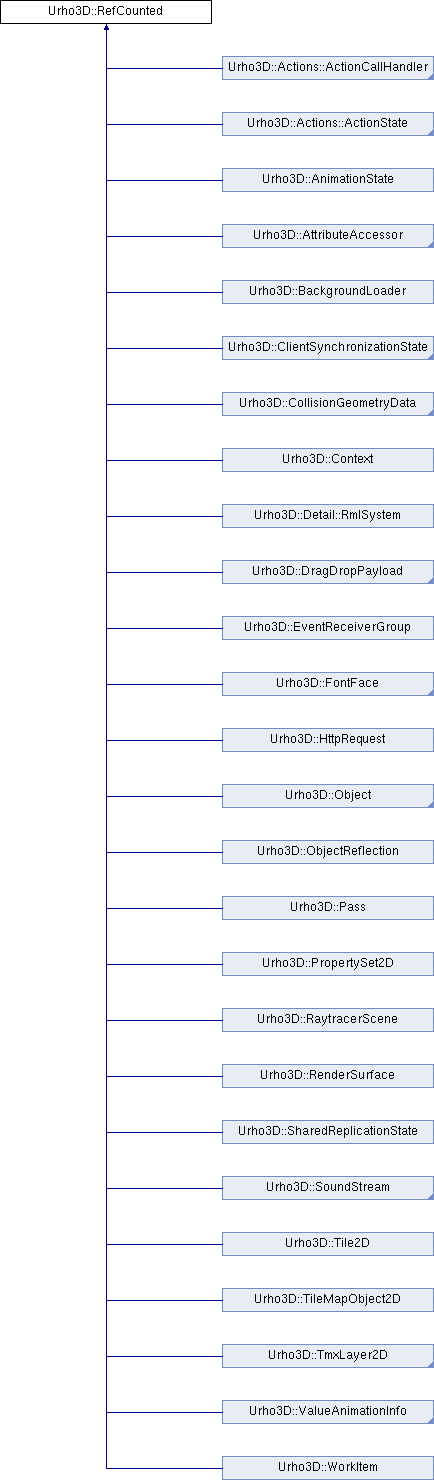 Urho3D::RefCounted
Urho3D::Actions::ActionCallHandler
Urho3D::Actions::ActionState
Urho3D::AnimationState
Urho3D::AttributeAccessor
Urho3D::BackgroundLoader
Urho3D::ClientSynchronizationState
Urho3D::CollisionGeometryData
Urho3D::Context
Urho3D::Detail::RmlSystem
Urho3D::DragDropPayload
Urho3D::EventReceiverGroup
Urho3D::FontFace
Urho3D::HttpRequest
Urho3D::Object
Urho3D::ObjectReflection
Urho3D::Pass
Urho3D::PropertySet2D
Urho3D::RaytracerScene
Urho3D::RenderSurface
Urho3D::SharedReplicationState
Urho3D::SoundStream
Urho3D::Tile2D
Urho3D::TileMapObject2D
Urho3D::TmxLayer2D
Urho3D::ValueAnimationInfo
Urho3D::WorkItem